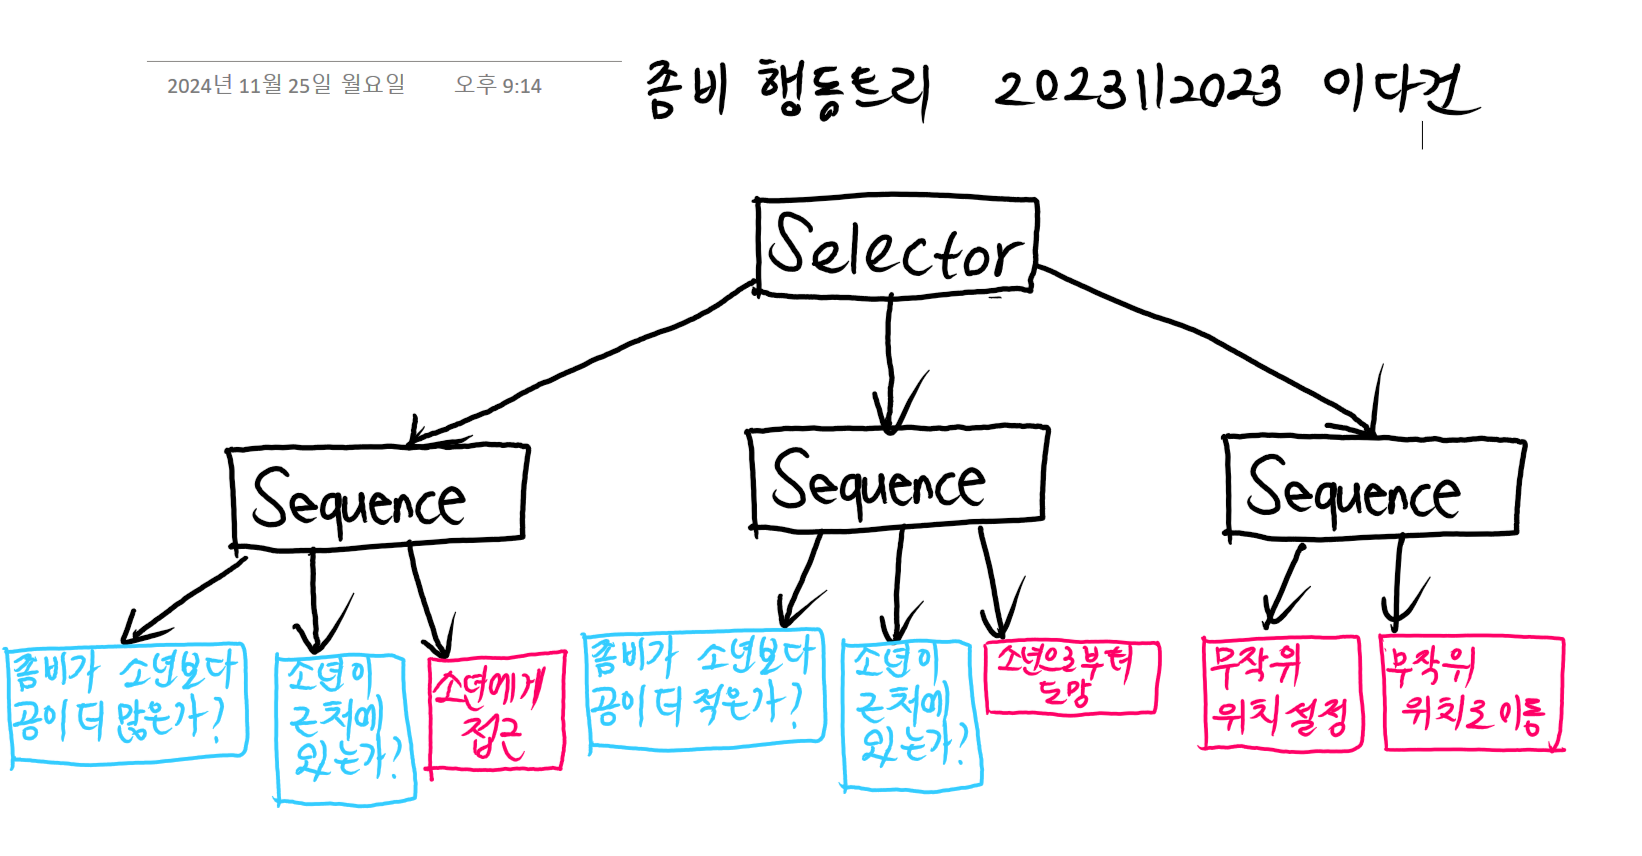 2024년 11월 25일 월요일 오후 9:14
좀비 행동트리 2023112023 이다건
Selector
Sequence
Sequence
Sequence
좀비가 소년보다
공이 더 많은가?
소년이
근처에
있는가?
소년에게
접근
좀비가 소년보다
공이 더 적은가?
소년이
근처에
있는가?
소년으로부터
도망
무작위
위치 설정
무작위
위치로 이동